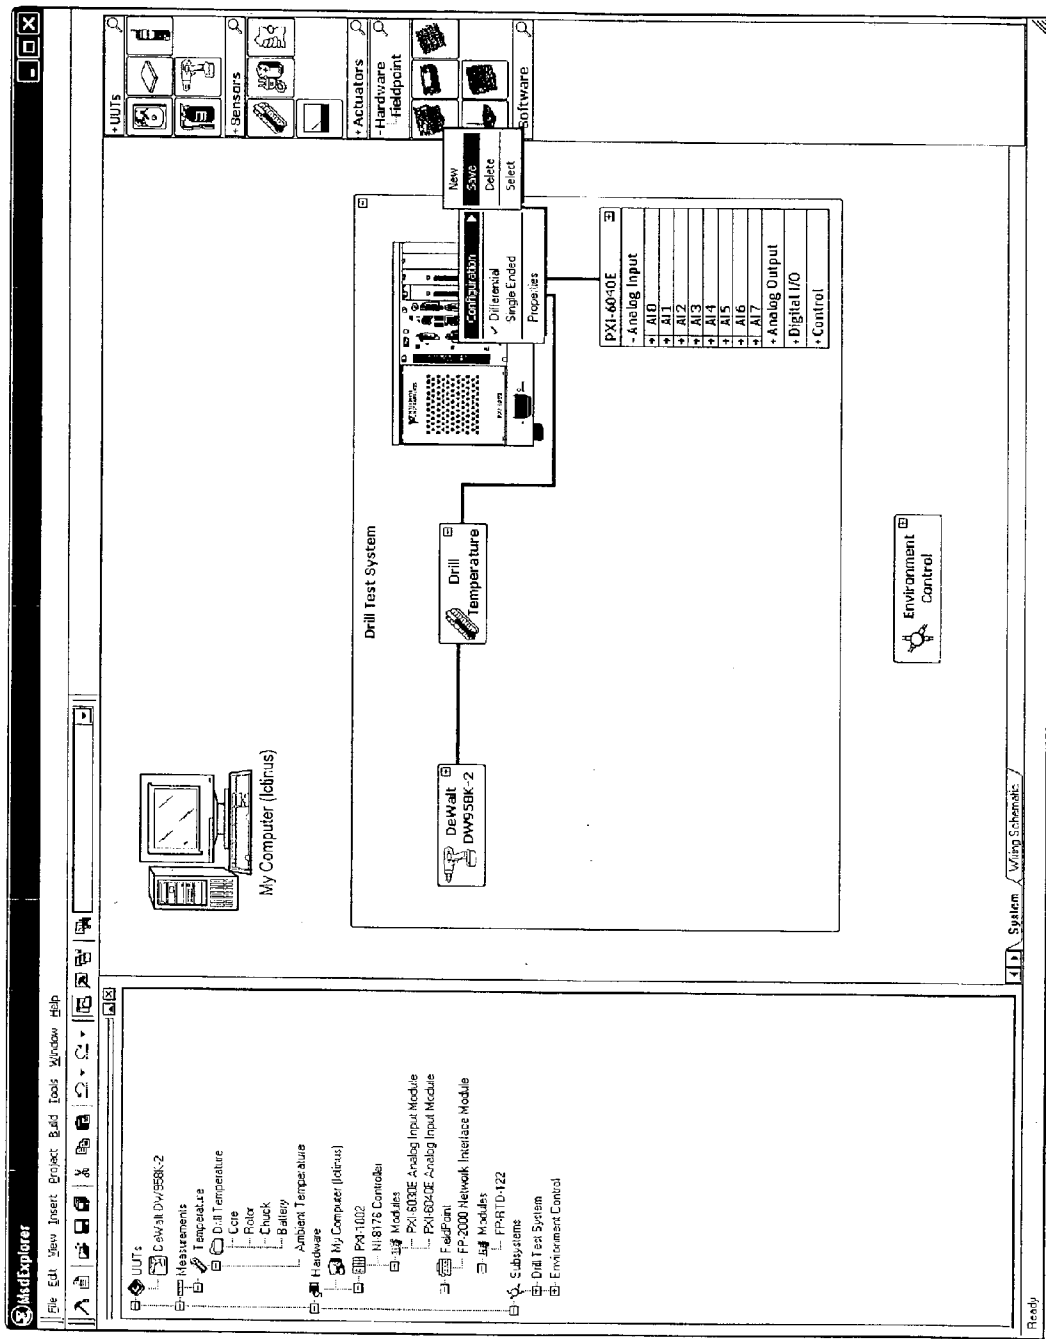 MsdExplorer
File Edit View Insert Project Build Tools Window Help
UUTs
DeWalt DW958K-2
Measurements
Temperature
Drill Temperature
Core
Rotor
Chuck
Battery
Ambient Temperature
Hardware
My Computer (Ictinus)
PXI-1002
NI-8176 Controller
Modules
PXI-6030E Analog Input Module
PXI-6040E Analog Input Module
FieldPoint
FP-2000 Network Interface Module
Modules
FP-RTD-122
Subsystems
Drill Test System
Environment Control
My Computer (Ictinus)
Drill Test System
DeWalt
DW958K-2
Drill
Temperature
Configuration
✓ Differential
Single Ended
Properties
New
Save
Delete
Select
PXI-6040E
- Analog Input
+ AI0
+ AI1
+ AI2
+ AI3
+ AI4
+ AI5
+ AI6
+ AI7
+ Analog Output
+ Digital I/O
+ Control
Environment
Control
System
Wiring Schematic
+ UUTs
+ Sensors
+ Actuators
- Hardware
Fieldpoint
Software
Ready